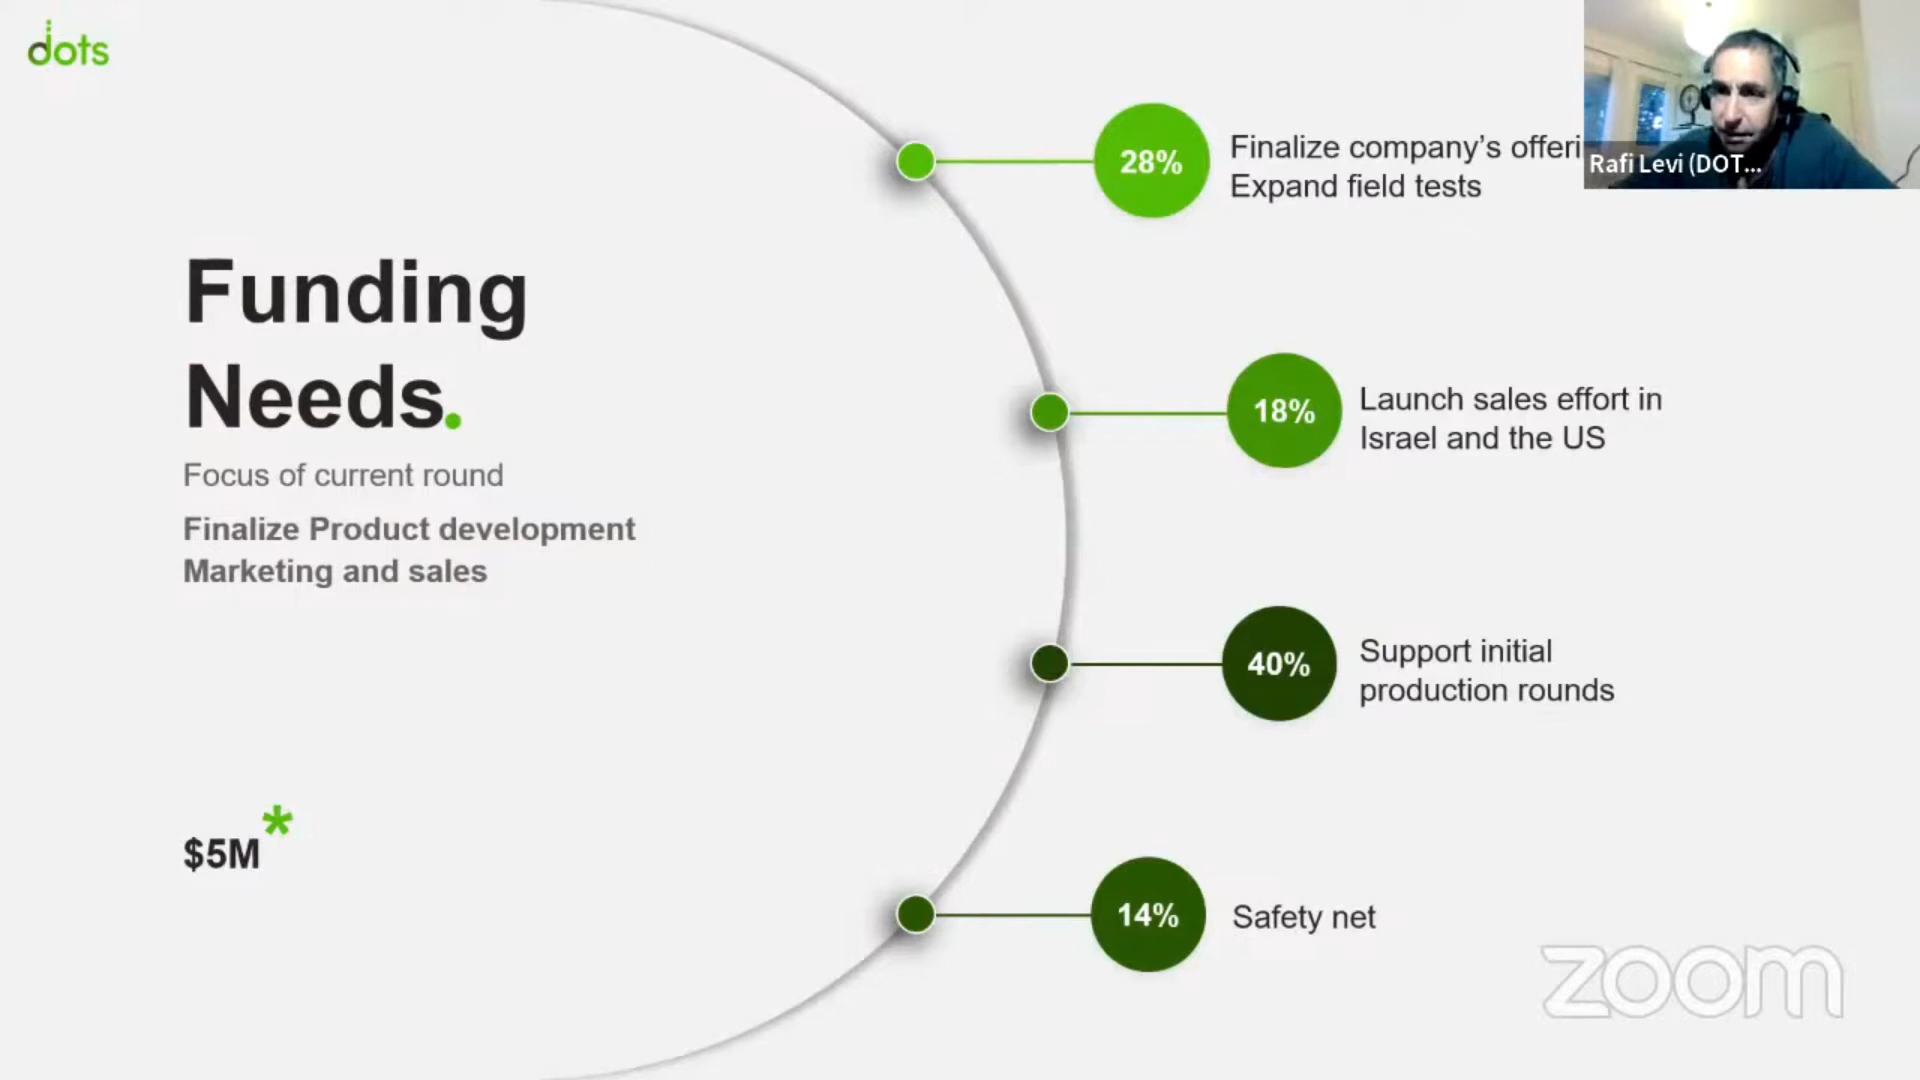 dots
Funding
Needs.
Focus of current round
Finalize Product development
Marketing and sales
$5M*
28%
Finalize company’s
Expand field tests
18%
Launch sales effort in
Israel and the US
40%
Support initial
production rounds
14%
Safety net
Rafi Levi (DOT...
zoom